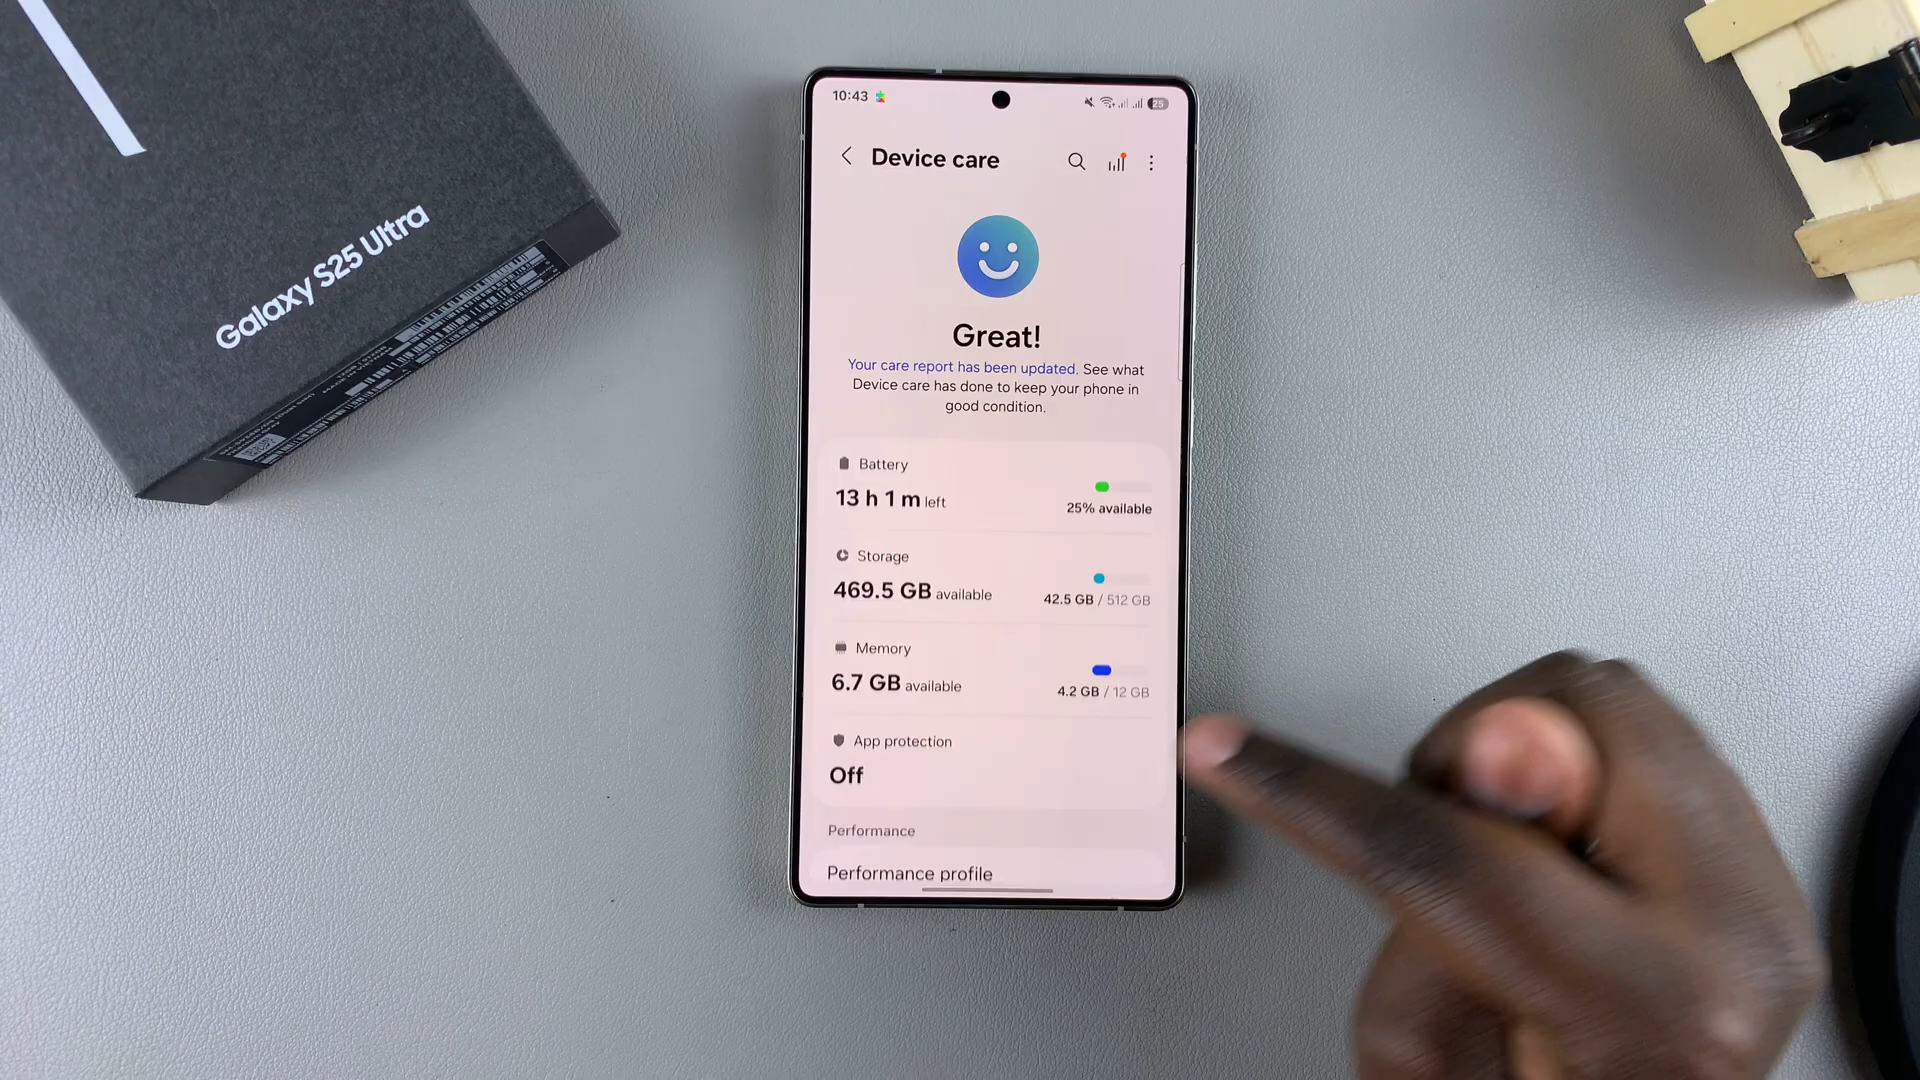 Galaxy S25 Ultra
10:43
25
Device care
Great!
Your care report has been updated. See what
Device care has done to keep your phone in
good condition.
Battery
13 h 1 m left
25% available
Storage
469.5 GB available
42.5 GB / 512 GB
Memory
6.7 GB available
4.2 GB / 12 GB
App protection
Off
Performance
Performance profile